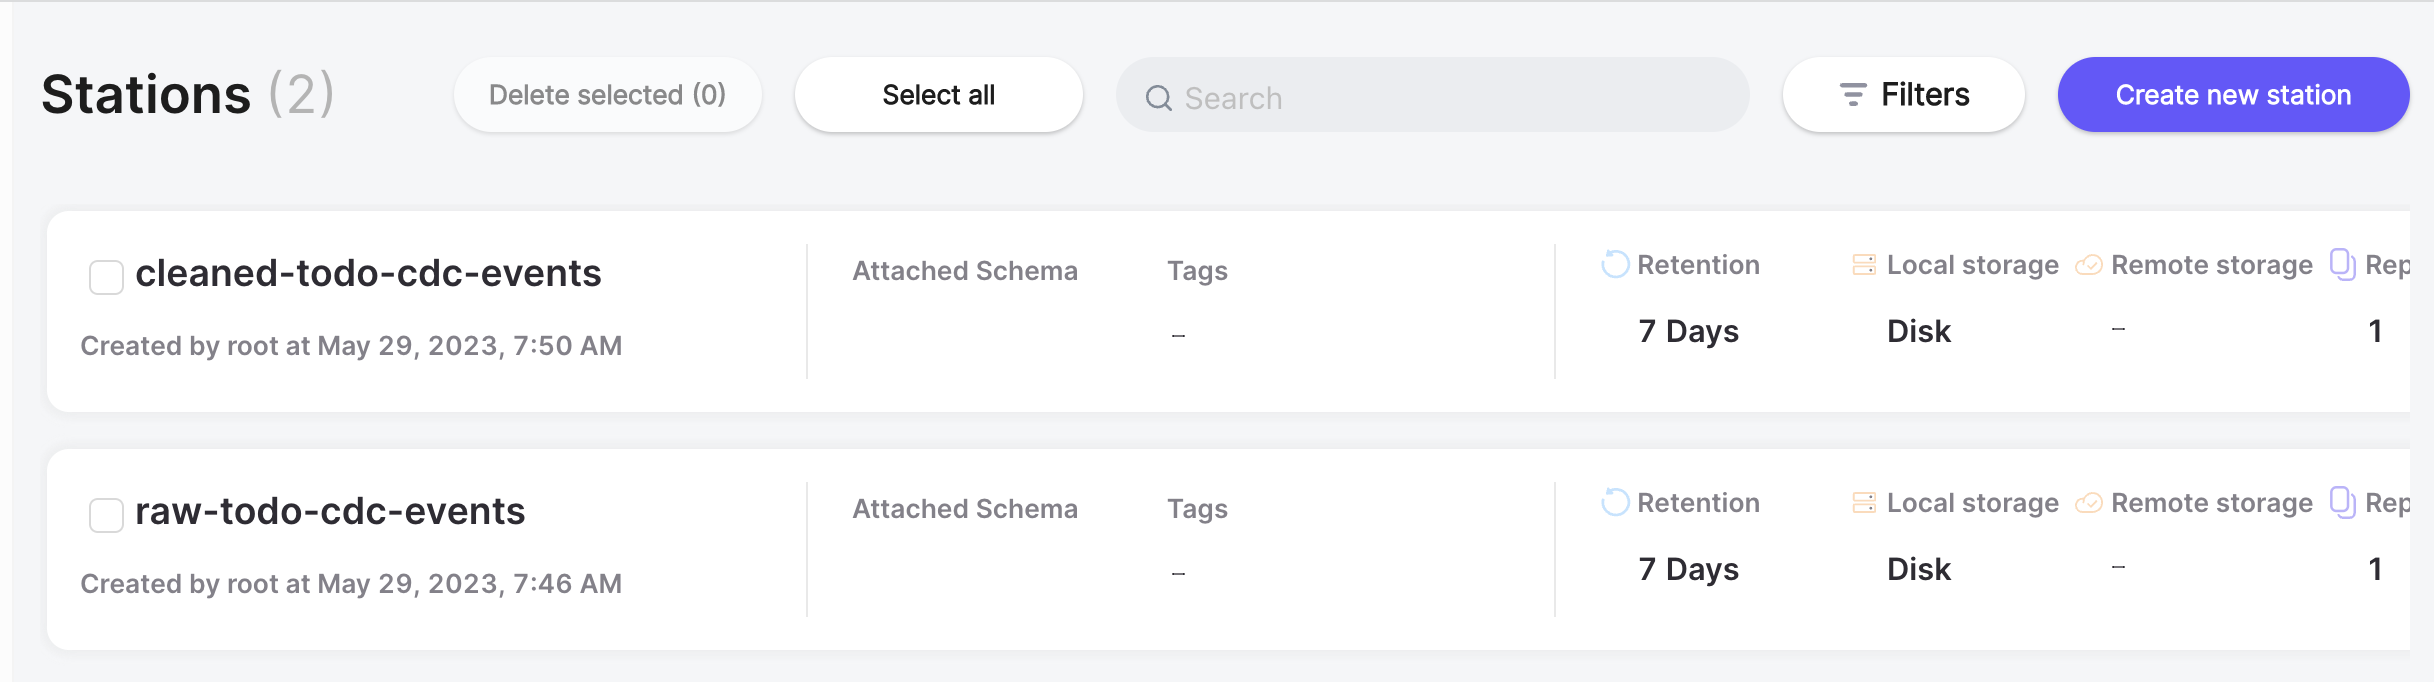 Stations (2)
Delete selected (0)
Select all
Search
Filters
Create new station
cleaned-todo-cdc-events
Created by root at May 29, 2023, 7:50 AM
Attached Schema
Tags
–
Retention
7 Days
Local storage
Disk
Remote storage
–
Rep
1
raw-todo-cdc-events
Created by root at May 29, 2023, 7:46 AM
Attached Schema
Tags
–
Retention
7 Days
Local storage
Disk
Remote storage
–
Rep
1